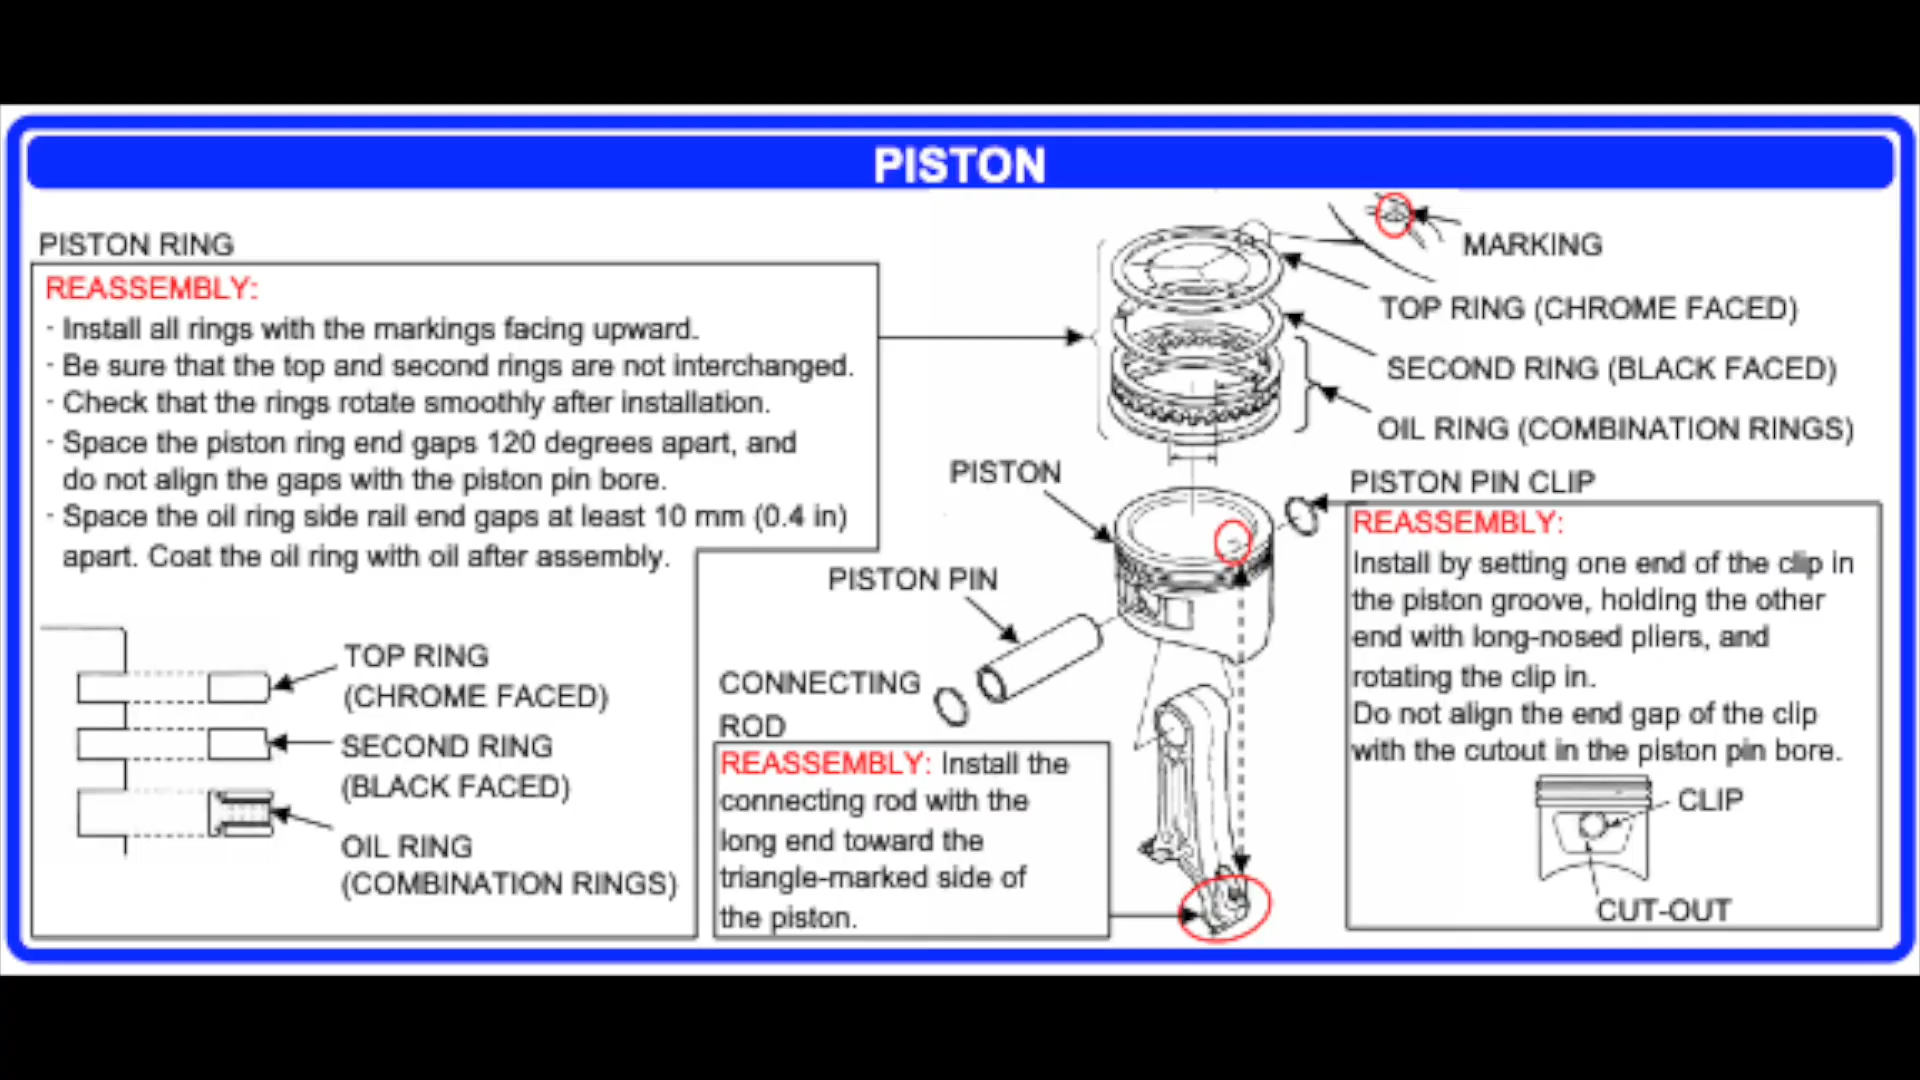 PISTON
PISTON RING
REASSEMBLY:
· Install all rings with the markings facing upward.
· Be sure that the top and second rings are not interchanged.
· Check that the rings rotate smoothly after installation.
· Space the piston ring end gaps 120 degrees apart, and
do not align the gaps with the piston pin bore.
· Space the oil ring side rail end gaps at least 10 mm (0.4 in)
apart. Coat the oil ring with oil after assembly.
TOP RING
(CHROME FACED)
SECOND RING
(BLACK FACED)
OIL RING
(COMBINATION RINGS)
MARKING
TOP RING (CHROME FACED)
SECOND RING (BLACK FACED)
OIL RING (COMBINATION RINGS)
PISTON
PISTON PIN
CONNECTING
ROD
REASSEMBLY: Install the
connecting rod with the
long end toward the
triangle-marked side of
the piston.
PISTON PIN CLIP
REASSEMBLY:
Install by setting one end of the clip in
the piston groove, holding the other
end with long-nosed pliers, and
rotating the clip in.
Do not align the end gap of the clip
with the cutout in the piston pin bore.
CLIP
CUT-OUT